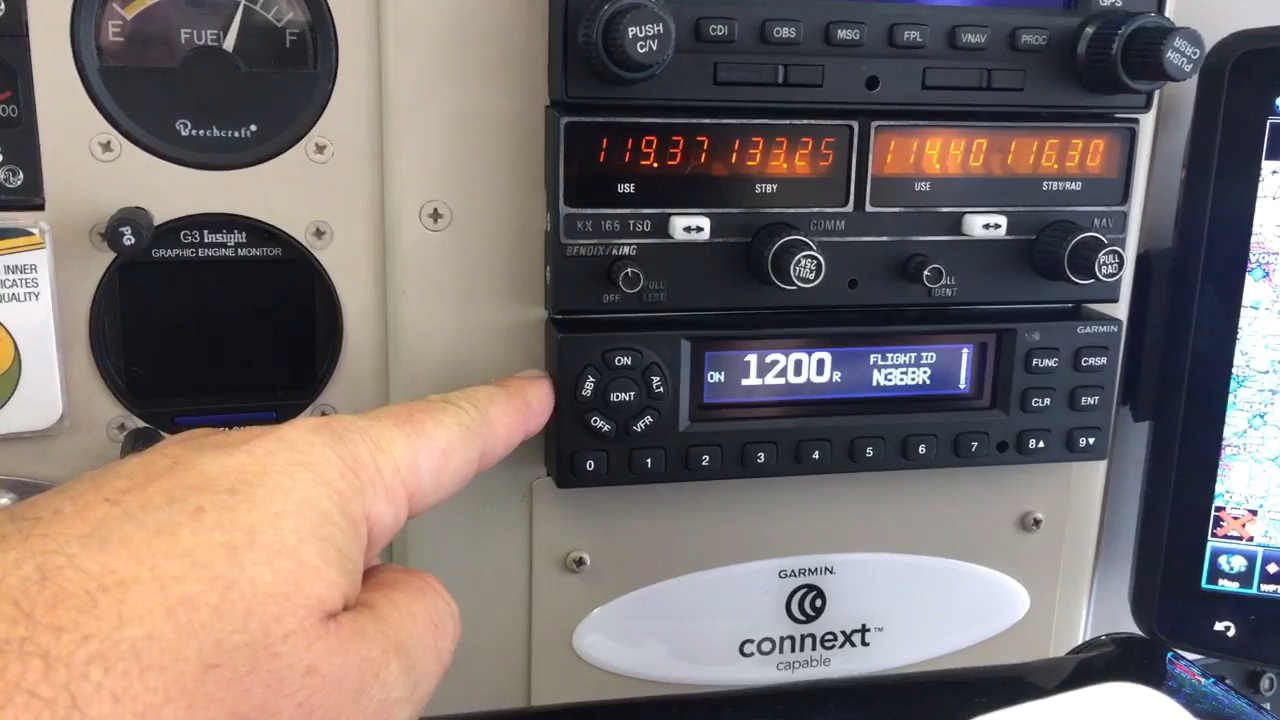 E FUEL F
Beechcraft
00
PG
G3 Insight
GRAPHIC ENGINE MONITOR
INNER
ICATES
QUALITY
GPS
PUSH
C/V
CDI OBS MSG FPL VNAV PROC
PUSH
CRSR
119.37 133.25
USE STBY
114.40 116.30
USE STBY/RAD
KX 165 TSO
COMM
NAV
BENDIX/KING
OFF
PULL
TEST
PULL
25K
IDENT
PULL
RAD
GARMIN
ON
SBY
ALT
IDNT
OFF
VFR
ON 1200 R
FLIGHT ID
N36BR
FUNC CRSR
CLR ENT
0 1 2 3 4 5 6 7 8▲ 9▼
GARMIN.
connext™
capable
Map